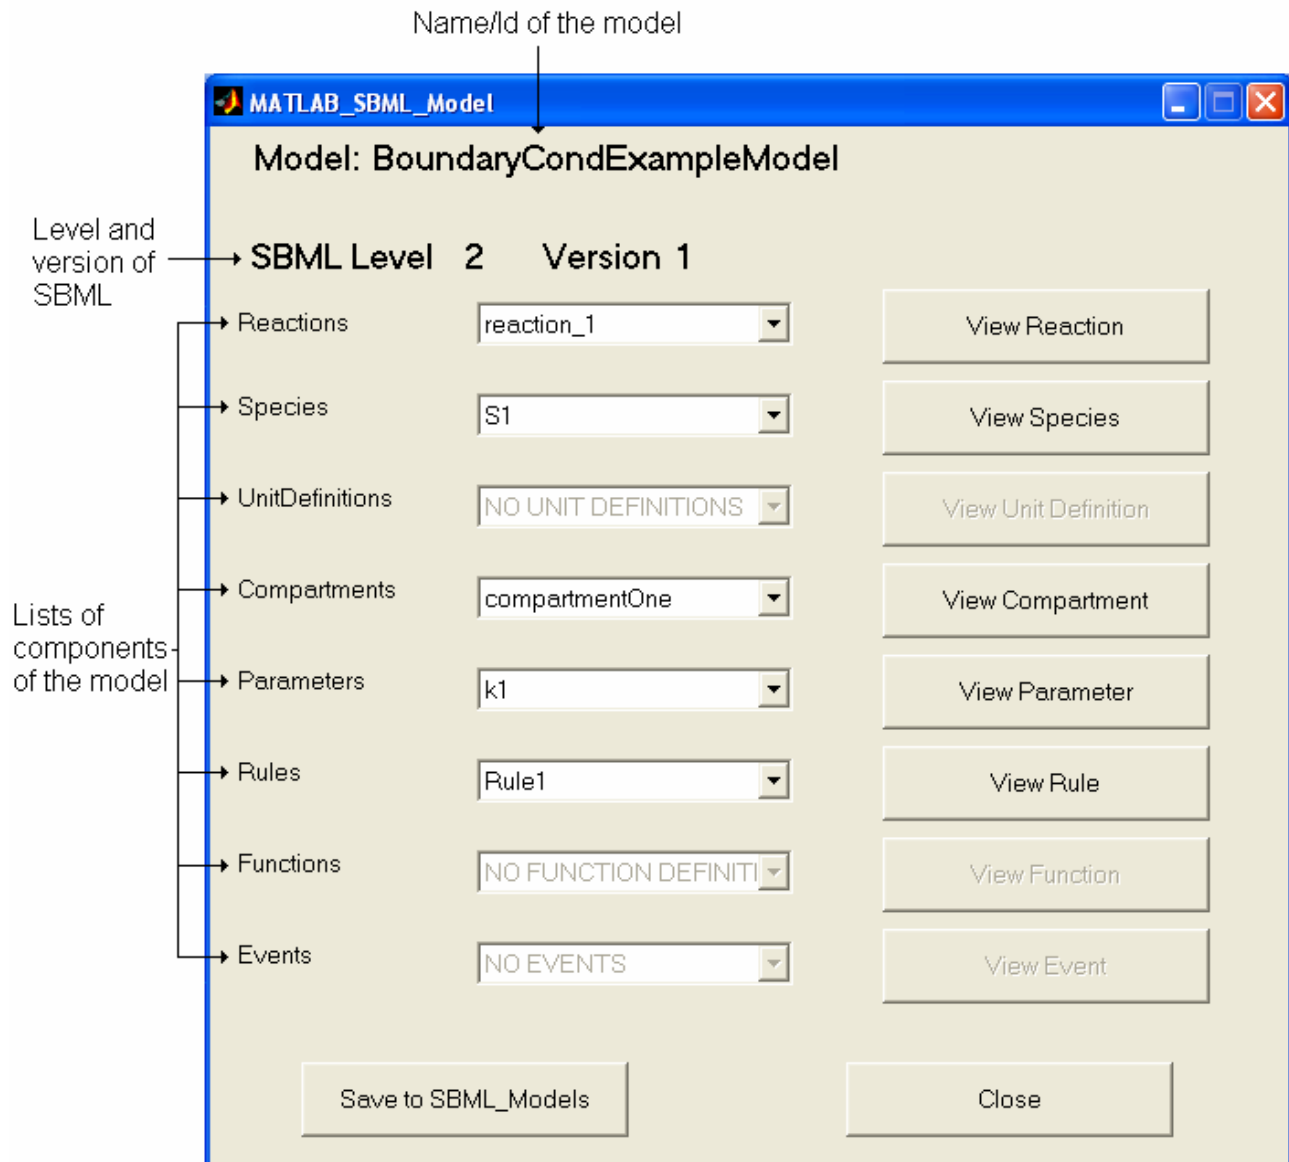 Name/Id of the model
MATLAB_SBML_Model
Model: BoundaryCondExampleModel
Level and
version of
SBML
SBML Level 2 Version 1
Reactions reaction_1 View Reaction
Species S1 View Species
UnitDefinitions NO UNIT DEFINITIONS View Unit Definition
Compartments compartmentOne View Compartment
Lists of
components
of the model
Parameters k1 View Parameter
Rules Rule1 View Rule
Functions NO FUNCTION DEFINITI View Function
Events NO EVENTS View Event
Save to SBML_Models Close